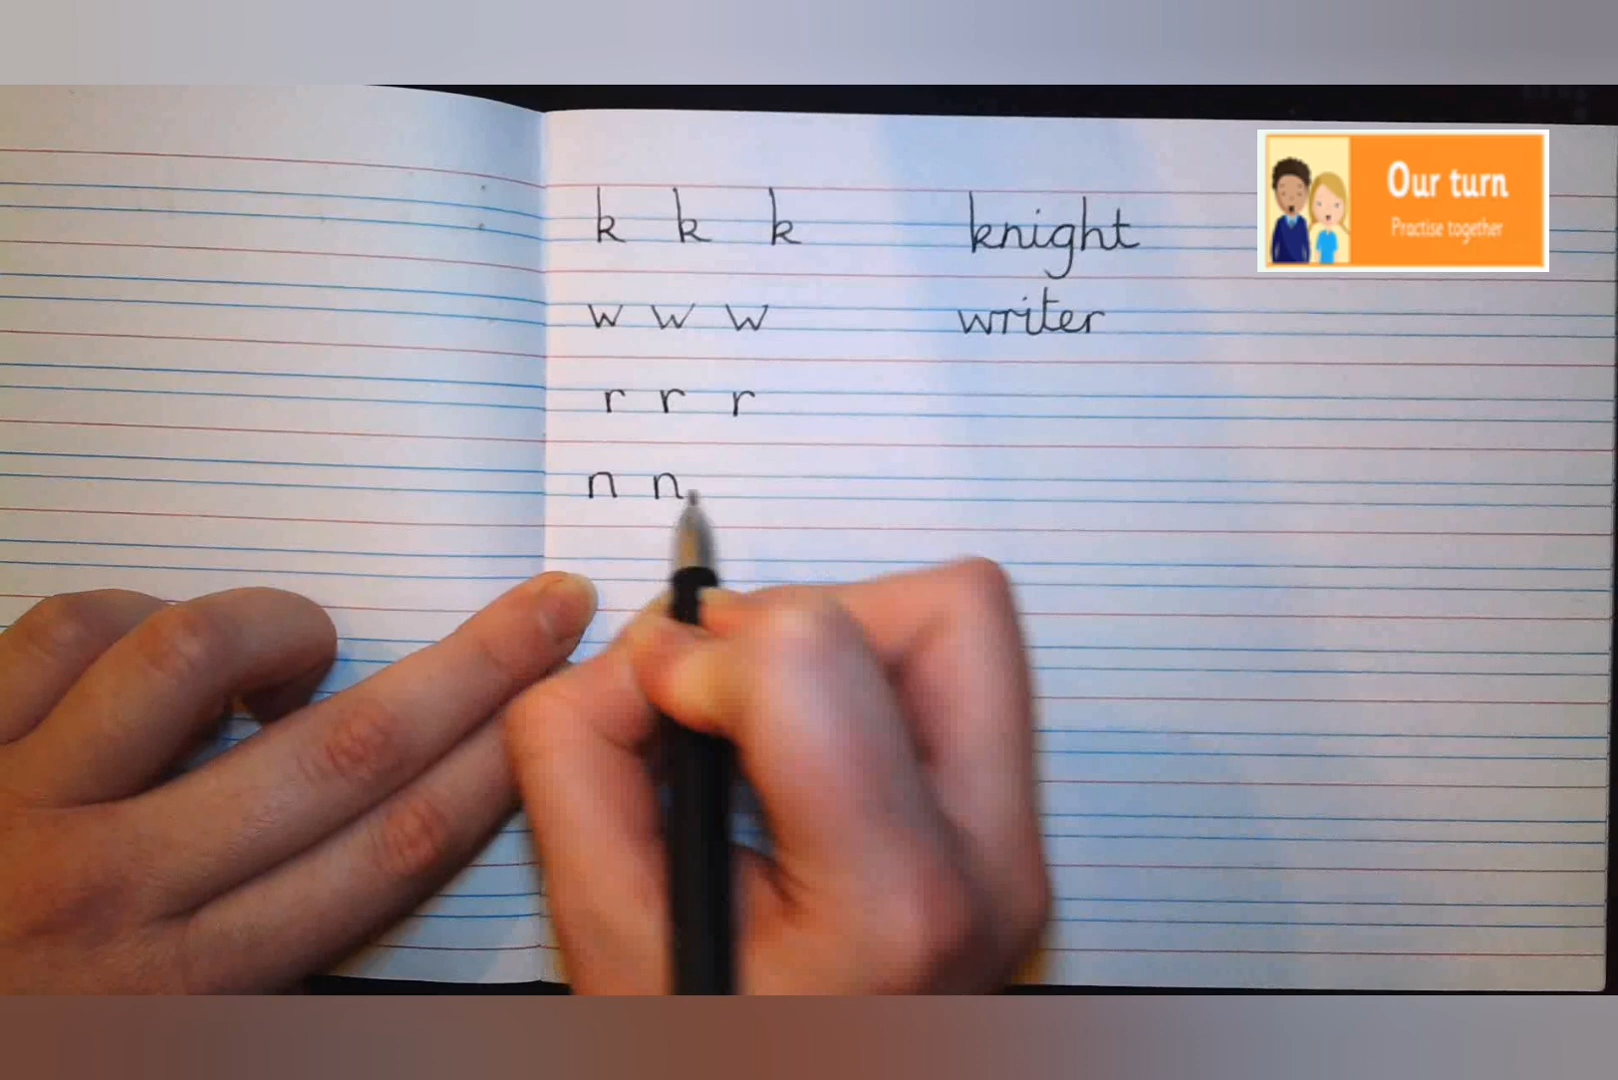 k k k knight
w w w writer
r r r
n n
Our turn
Practise together